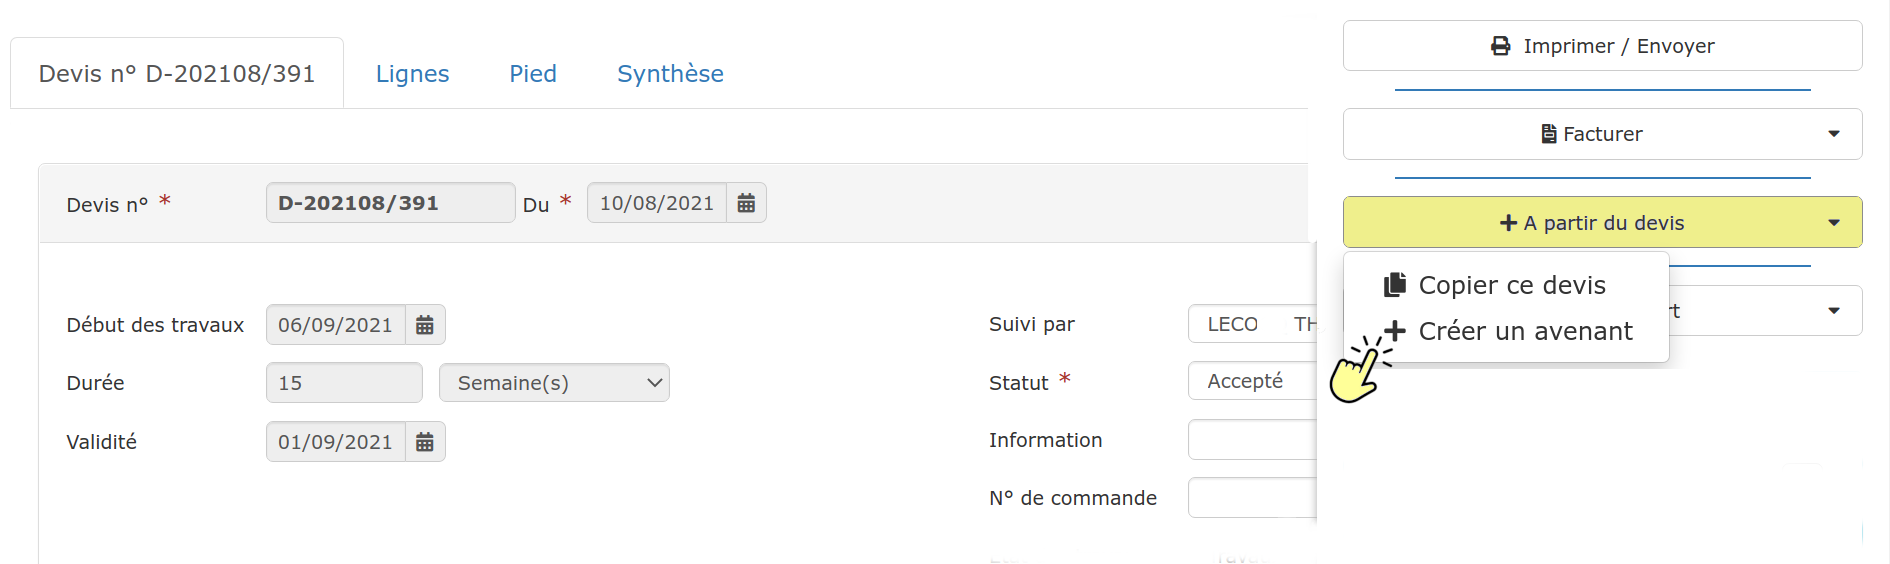 Devis n° D-202108/391 Lignes Pied Synthèse
Devis n° * D-202108/391 Du * 10/08/2021
Début des travaux 06/09/2021
Durée 15 Semaine(s)
Validité 01/09/2021
Suivi par LECO TH
Statut * Accepté
Information
N° de commande
Imprimer / Envoyer
Facturer
A partir du devis
Copier ce devis
Créer un avenant
rt